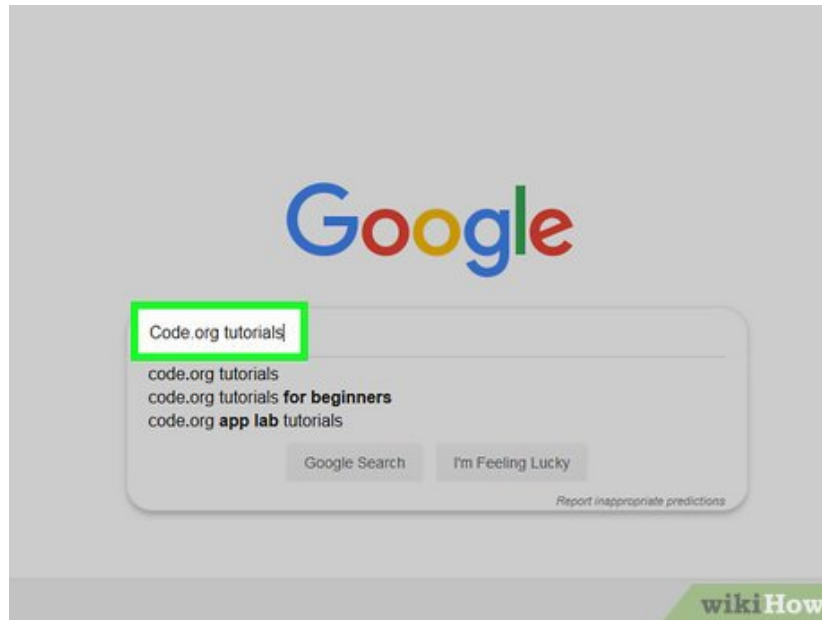 Google
Code.org tutorials
code.org tutorials
code.org tutorials for beginners
code.org app lab tutorials
Google Search I'm Feeling Lucky
Report inappropriate predictions
wikiHow